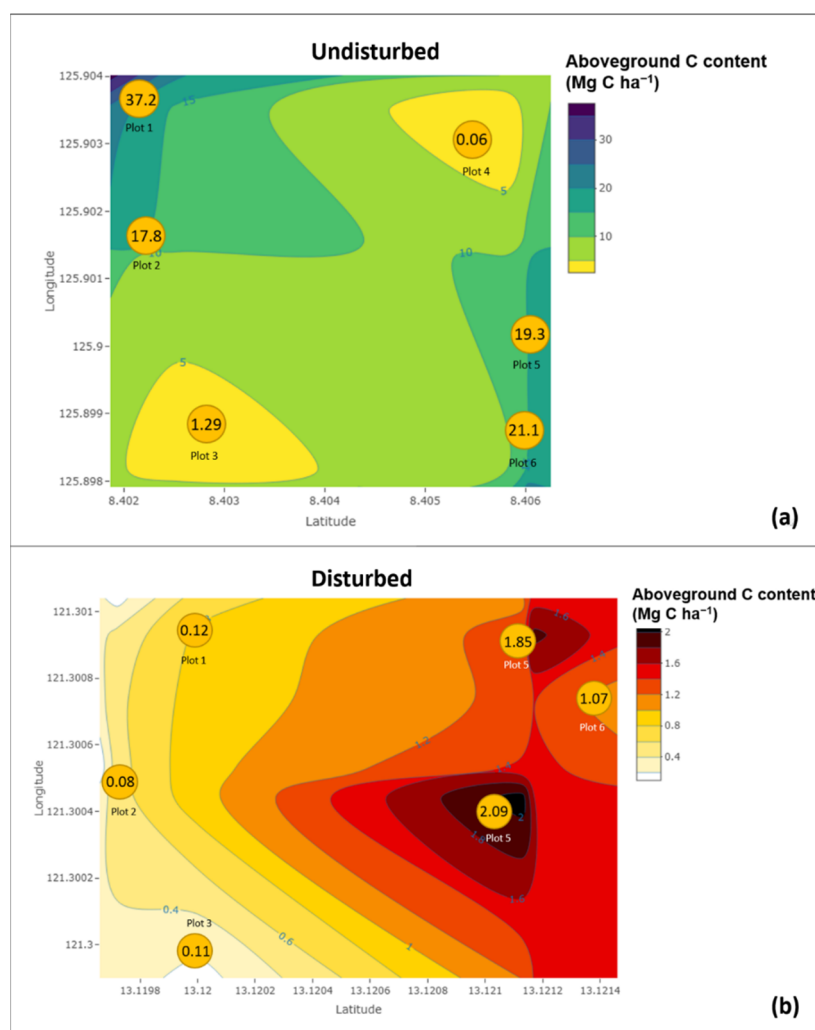 Undisturbed
Aboveground C content
(Mg C ha⁻¹)
125.904
125.903
125.902
125.901
125.9
125.899
125.898
Longitude
15
37.2
Plot 1
0.06
Plot 4
5
17.8
10
Plot 2
10
19.3
Plot 5
5
1.29
Plot 3
21.1
Plot 6
30
20
10
8.402
8.403
8.404
8.405
8.406
Latitude
(a)
Disturbed
Aboveground C content
(Mg C ha⁻¹)
121.301
121.3008
121.3006
121.3004
121.3002
121.3
Longitude
0.12
Plot 1
1.6
1.85
Plot 5
1.4
1.07
Plot 6
1.2
1.4
0.08
Plot 2
2.09
2
Plot 5
1.8
1.6
0.4
Plot 3
0.11
0.6
1
2
1.6
1.2
0.8
0.4
13.1198
13.12
13.1202
13.1204
13.1206
13.1208
13.121
13.1212
13.1214
Latitude
(b)